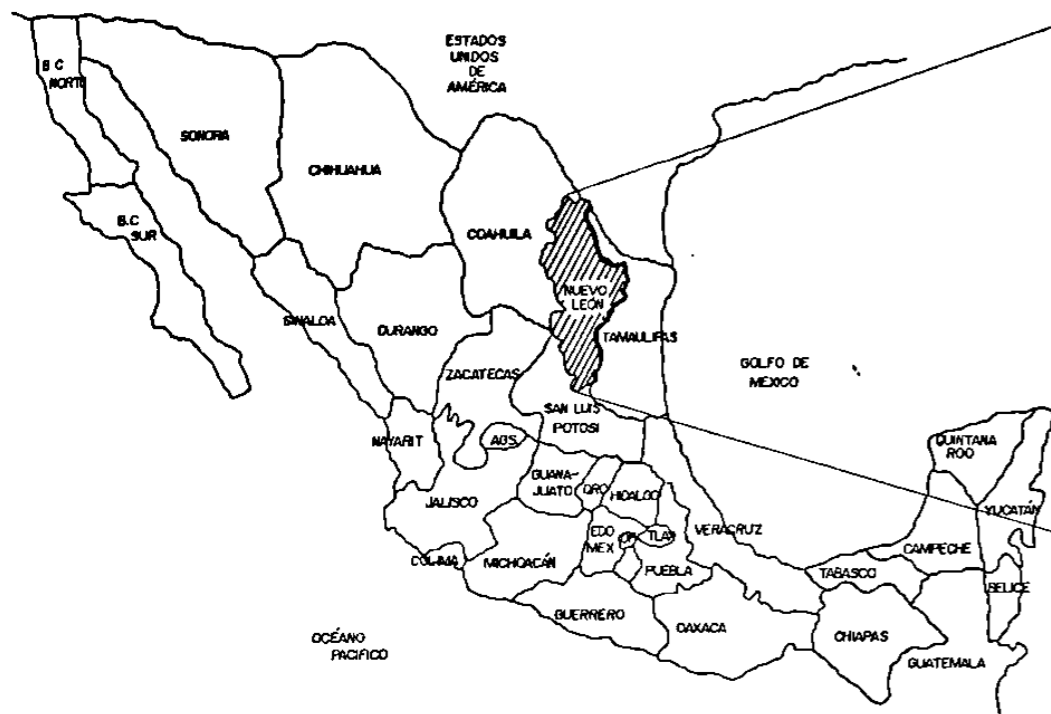 ESTADOS
UNIDOS
DE
AMÉRICA
B C
NORTE
SONORA
CHIHUAHUA
COAHUILA
B.C
SUR
NUEVO
LEÓN
SINALOA
DURANGO
TAMAULIPAS
ZACATECAS
GOLFO DE
MEXICO
SAN LUIS
POTOSI
NAYARIT
AGS.
QUINTANA
ROO
GUANA-
JUATO
QRO
HIDALGO
JALISCO
YUCATÁN
VERACRUZ
EDO
MEX
DF
TLAX
COLIMA
MICHOACÁN
CAMPECHE
PUEBLA
TABASCO
BELICE
GUERRERO
OAXACA
CHIAPAS
OCÉANO
PACIFICO
GUATEMALA